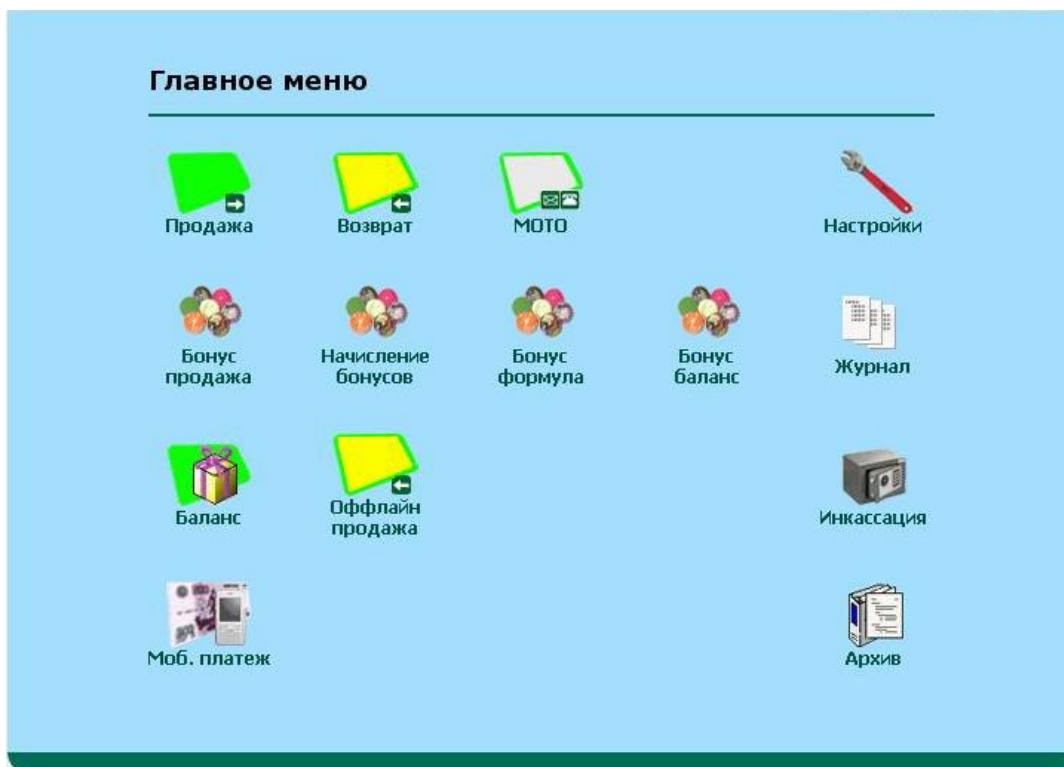 Главное меню
Продажа
Возврат
МОТО
Настройки
Бонус
продажа
Начисление
бонусов
Бонус
формула
Бонус
баланс
Журнал
Баланс
Оффлайн
продажа
Инкассация
Моб. платеж
Архив